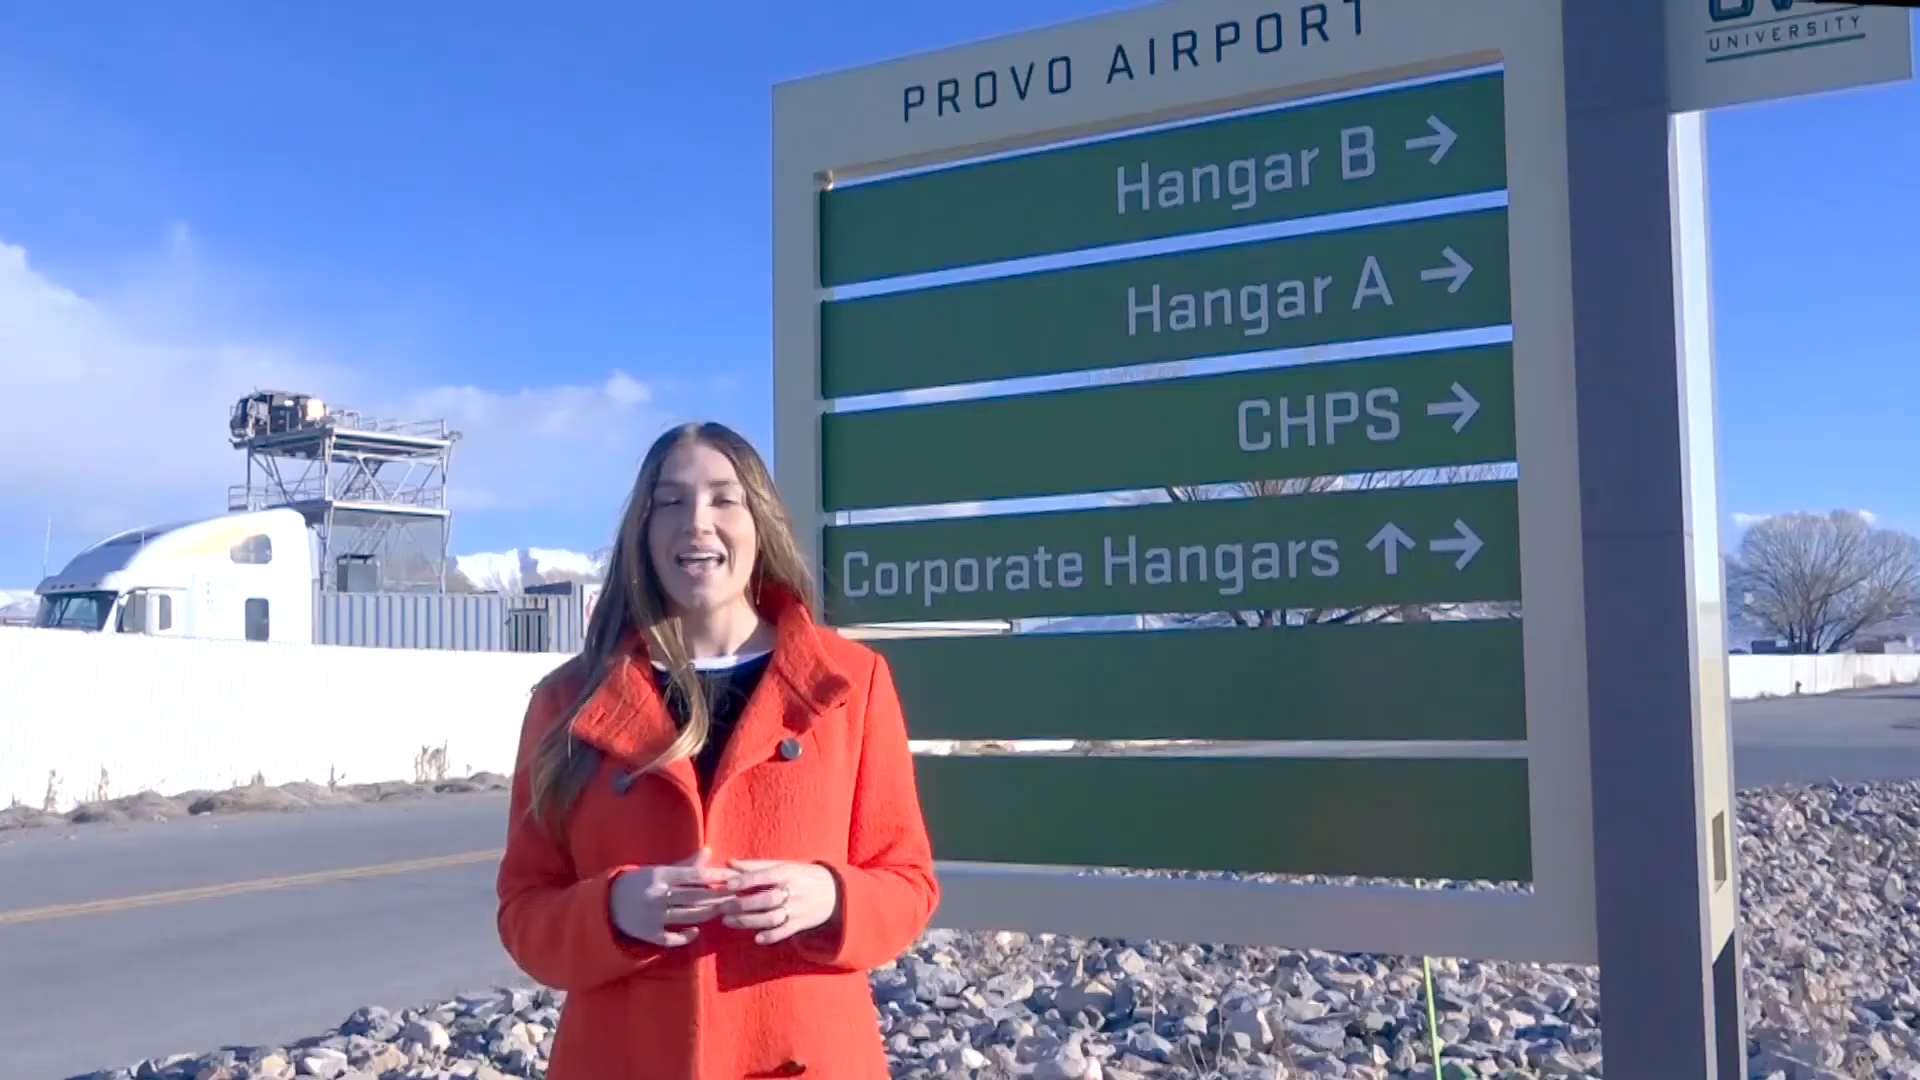 PROVO AIRPORT
UNIVERSITY
Hangar B →
Hangar A →
CHPS →
Corporate Hangars ↑ →